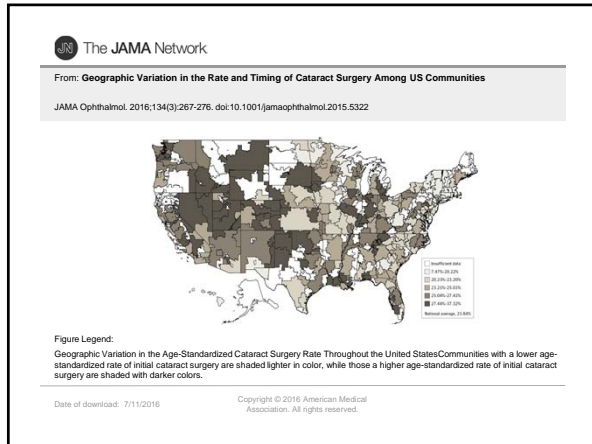 JN The JAMA Network
From: Geographic Variation in the Rate and Timing of Cataract Surgery Among US Communities
JAMA Ophthalmol. 2016;134(3):267-276. doi:10.1001/jamaophthalmol.2015.5322
Insufficient data
7.47%-20.22%
20.23%-23.20%
23.21%-25.03%
25.04%-27.43%
27.44%-37.32%
National average, 23.84%
Figure Legend:
Geographic Variation in the Age-Standardized Cataract Surgery Rate Throughout the United StatesCommunities with a lower age-
standardized rate of initial cataract surgery are shaded lighter in color, while those a higher age-standardized rate of initial cataract
surgery are shaded with darker colors.
Date of download: 7/11/2016
Copyright © 2016 American Medical
Association. All rights reserved.